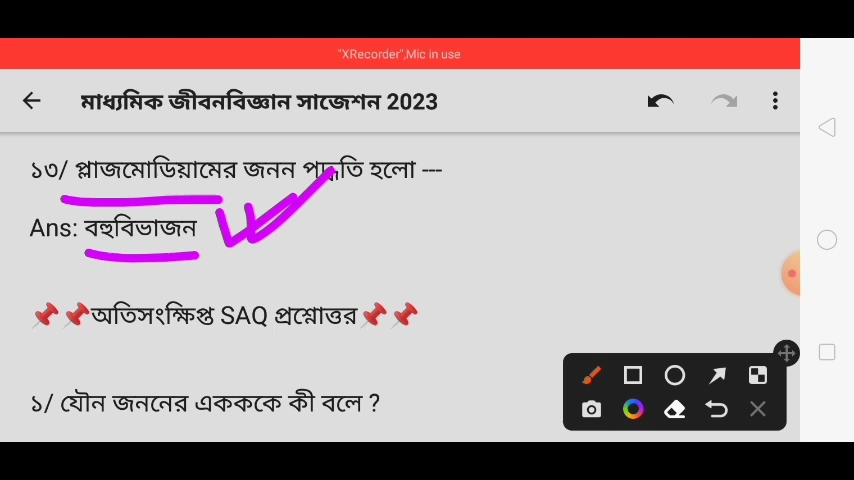 "XRecorder",Mic in use
মাধ্যমিক জীবনবিজ্ঞান সাজেশন 2023
১৩/ প্লাজমোডিয়ামের জনন পদ্ধতি হলো ---
Ans: বহুবিভাজন
📌📌অতিসংক্ষিপ্ত SAQ প্রশ্নোত্তর📌📌
১/ যৌন জননের একককে কী বলে ?